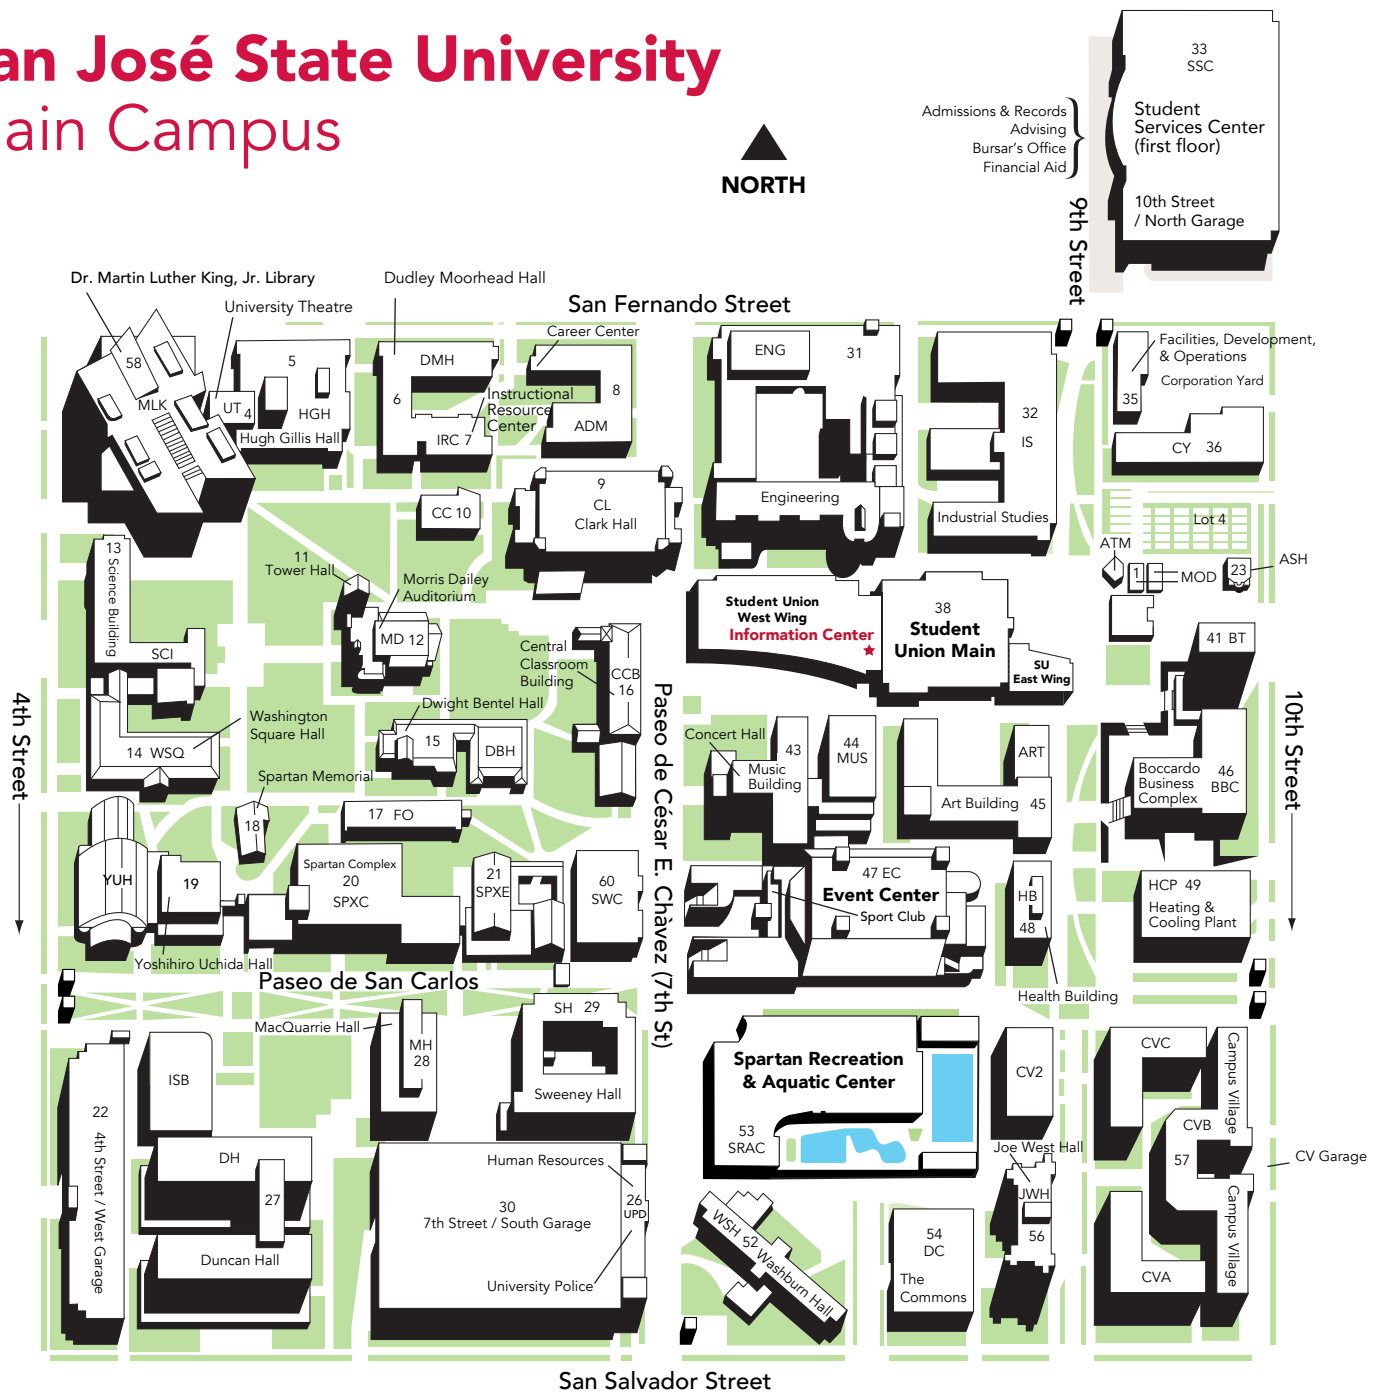 an José State University
ain Campus
NORTH
33
SSC
Student
Services Center
(first floor)
10th Street
/ North Garage
Admissions & Records
Advising
Bursar's Office
Financial Aid
9th Street
Dr. Martin Luther King, Jr. Library
University Theatre
Dudley Moorhead Hall
San Fernando Street
Career Center
58
MLK
UT 4
5
HGH
Hugh Gillis Hall
DMH
6
Instructional
Resource
Center
IRC 7
8
ADM
ENG
31
Engineering
32
IS
Industrial Studies
Facilities, Development,
& Operations
Corporation Yard
35
CY 36
Lot 4
ATM
1
MOD
23
ASH
9
CL
Clark Hall
CC 10
11
Tower Hall
Morris Dailey
Auditorium
MD 12
13 Science Building
SCI
Central
Classroom
Building
CCB
16
Student Union
West Wing
Information Center
38
Student
Union Main
SU
East Wing
41 BT
4th Street
Washington
Square Hall
14 WSQ
Dwight Bentel Hall
15
DBH
Paseo de César E. Chàvez (7th St)
Concert Hall
Music
Building
43
44
MUS
ART
Art Building 45
Boccardo
Business
Complex
46
BBC
10th Street
Spartan Memorial
18
17 FO
YUH
19
Yoshihiro Uchida Hall
Spartan Complex
20
SPXC
21
SPXE
60
SWC
47 EC
Event Center
Sport Club
HB
48
Health Building
HCP 49
Heating &
Cooling Plant
Paseo de San Carlos
MacQuarrie Hall
MH
28
SH 29
Sweeney Hall
ISB
22
4th Street / West Garage
DH
27
Duncan Hall
30
7th Street / South Garage
Human Resources
26
UPD
University Police
Spartan Recreation
& Aquatic Center
53
SRAC
CV2
CVC
Campus Village
CVB
57
CV Garage
Campus Village
CVA
Joe West Hall
JWH
56
WSH 52 Washburn Hall
54
DC
The
Commons
San Salvador Street